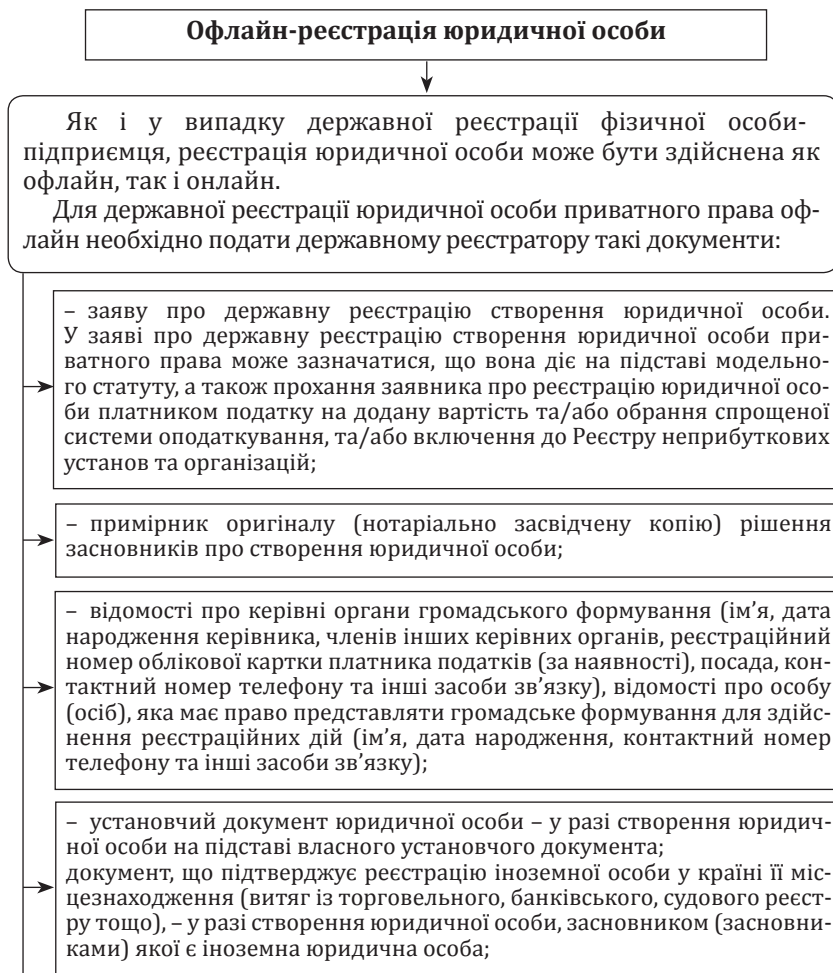 Офлайн-реєстрація юридичної особи
Як і у випадку державної реєстрації фізичної особи-
підприємця, реєстрація юридичної особи може бути здійснена як
офлайн, так і онлайн.
Для державної реєстрації юридичної особи приватного права оф-
лайн необхідно подати державному реєстратору такі документи:
– заяву про державну реєстрацію створення юридичної особи.
У заяві про державну реєстрацію створення юридичної особи при-
ватного права може зазначатися, що вона діє на підставі модельно-
го статуту, а також прохання заявника про реєстрацію юридичної осо-
би платником податку на додану вартість та/або обрання спрощеної
системи оподаткування, та/або включення до Реєстру неприбуткових
установ та організацій;
– примірник оригіналу (нотаріально засвідчену копію) рішення
засновників про створення юридичної особи;
– відомості про керівні органи громадського формування (ім’я, дата
народження керівника, членів інших керівних органів, реєстраційний
номер облікової картки платника податків (за наявності), посада, кон-
тактний номер телефону та інші засоби зв’язку), відомості про особу
(осіб), яка має право представляти громадське формування для здійс-
нення реєстраційних дій (ім’я, дата народження, контактний номер
телефону та інші засоби зв’язку);
– установчий документ юридичної особи – у разі створення юридич-
ної особи на підставі власного установчого документа;
документ, що підтверджує реєстрацію іноземної особи у країні її міс-
цезнаходження (витяг із торговельного, банківського, судового реєст-
ру тощо), – у разі створення юридичної особи, засновником (засновни-
ками) якої є іноземна юридична особа;